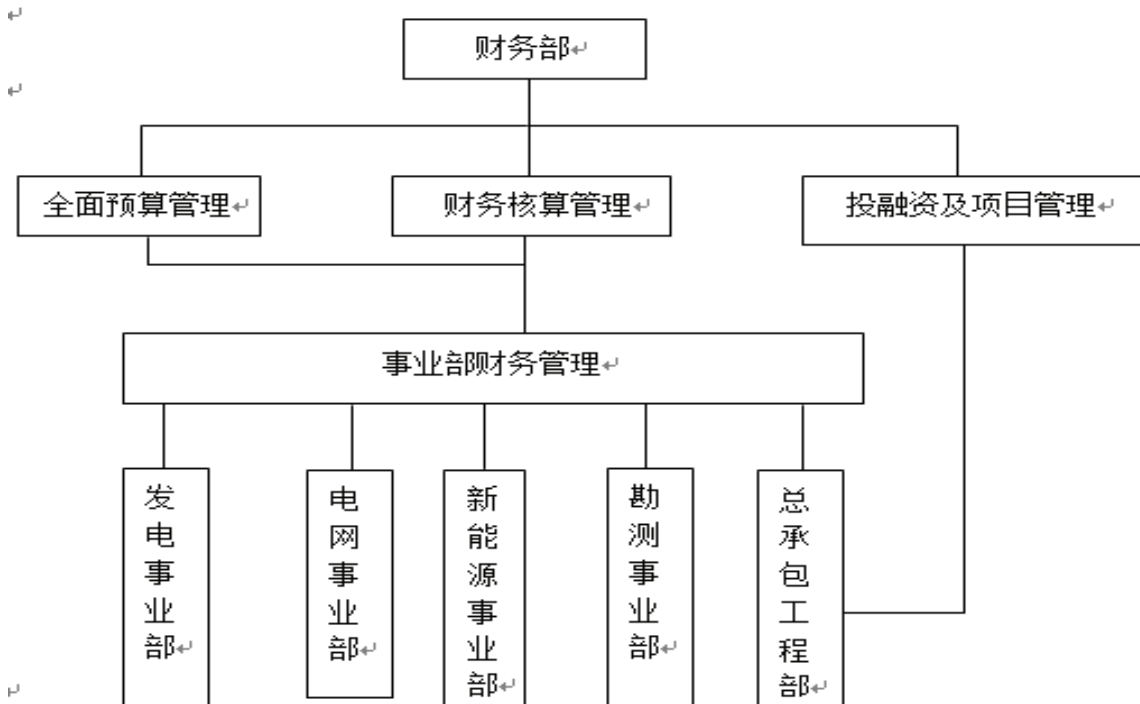 财务部
全面预算管理
财务核算管理
投融资及项目管理
事业部财务管理
发电事业部
电网事业部
新能源事业部
勘测事业部
总承包工程部